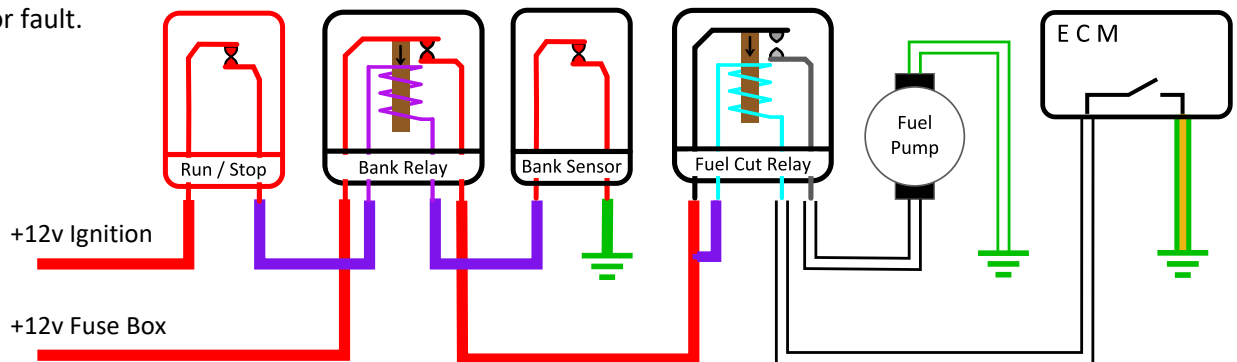 or fault.
E C M
Fuel
Pump
Run / Stop
Bank Relay
Bank Sensor
Fuel Cut Relay
+12v Ignition
+12v Fuse Box